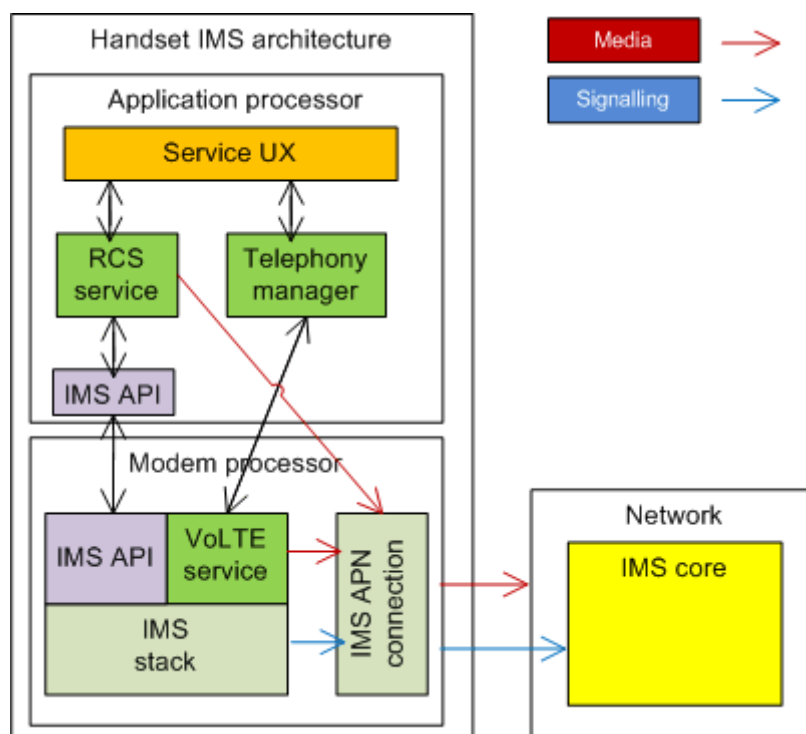 Handset IMS architecture
Media
Application processor
Signalling
Service UX
RCS
service
Telephony
manager
IMS API
Modem processor
IMS API
VoLTE
service
IMS
stack
IMS APN
connection
Network
IMS core